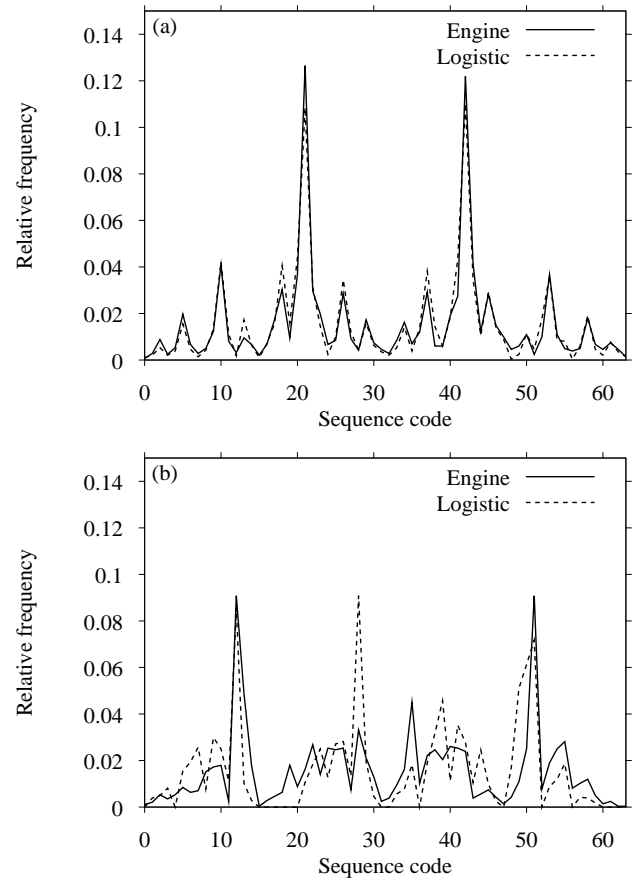 (a)
Engine
Logistic
0.14
0.12
0.1
0.08
0.06
0.04
0.02
0
Relative frequency
0 10 20 30 40 50 60
Sequence code
(b)
Engine
Logistic
0.14
0.12
0.1
0.08
0.06
0.04
0.02
0
Relative frequency
0 10 20 30 40 50 60
Sequence code